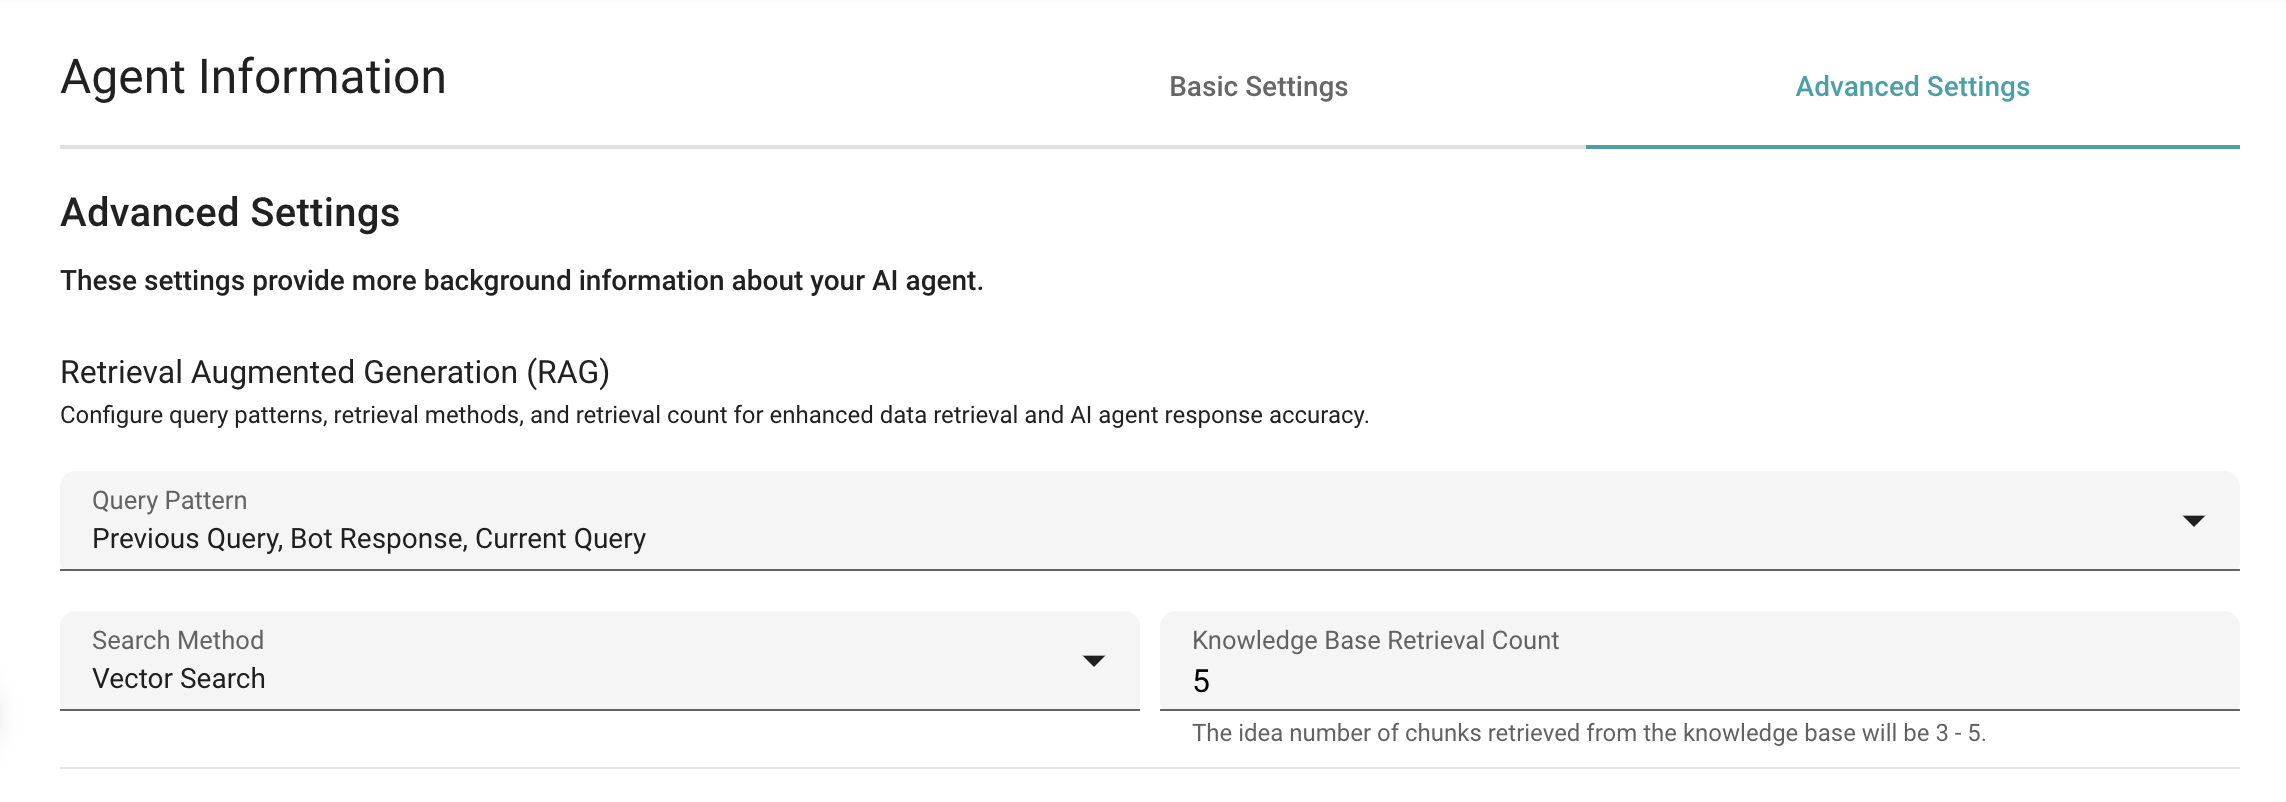 Agent Information
Basic Settings
Advanced Settings
Advanced Settings
These settings provide more background information about your AI agent.
Retrieval Augmented Generation (RAG)
Configure query patterns, retrieval methods, and retrieval count for enhanced data retrieval and AI agent response accuracy.
Query Pattern
Previous Query, Bot Response, Current Query
Search Method
Vector Search
Knowledge Base Retrieval Count
5
The idea number of chunks retrieved from the knowledge base will be 3 - 5.